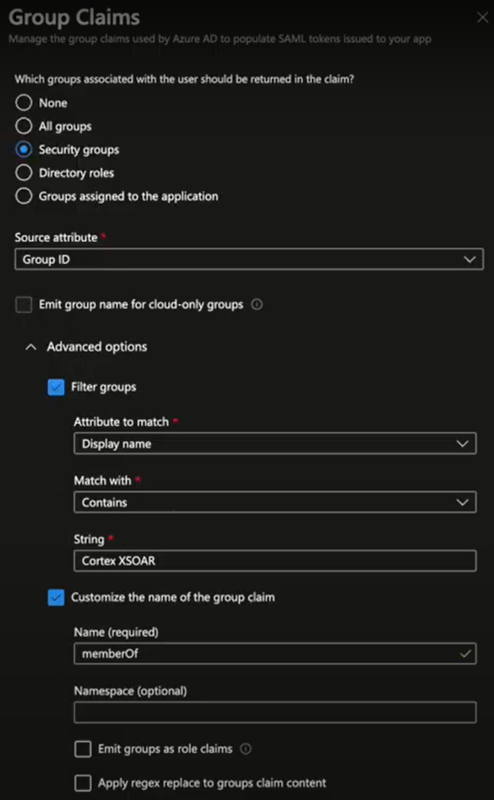 Group Claims
Manage the group claims used by Azure AD to populate SAML tokens issued to your app
Which groups associated with the user should be returned in the claim?
None
All groups
Security groups
Directory roles
Groups assigned to the application
Source attribute *
Group ID
Emit group name for cloud-only groups
Advanced options
Filter groups
Attribute to match *
Display name
Match with *
Contains
String *
Cortex XSOAR
Customize the name of the group claim
Name (required)
memberOf
Namespace (optional)
Emit groups as role claims
Apply regex replace to groups claim content